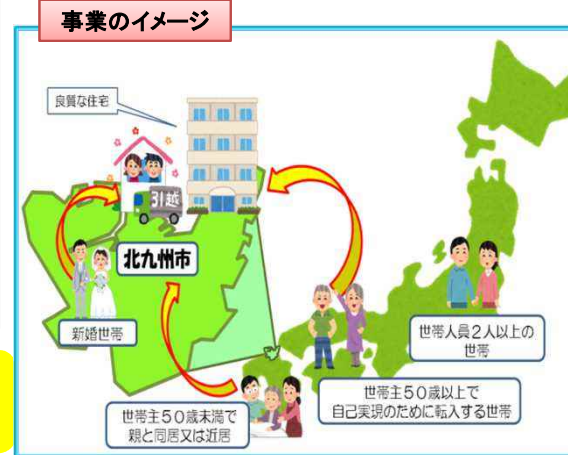 事業のイメージ
良質な住宅
引越
北九州市
新婚世帯
世帯人員2人以上の
世帯
世帯主50歳以上で
自己実現のために転入する世帯
世帯主50歳未満で
親と同居又は近居